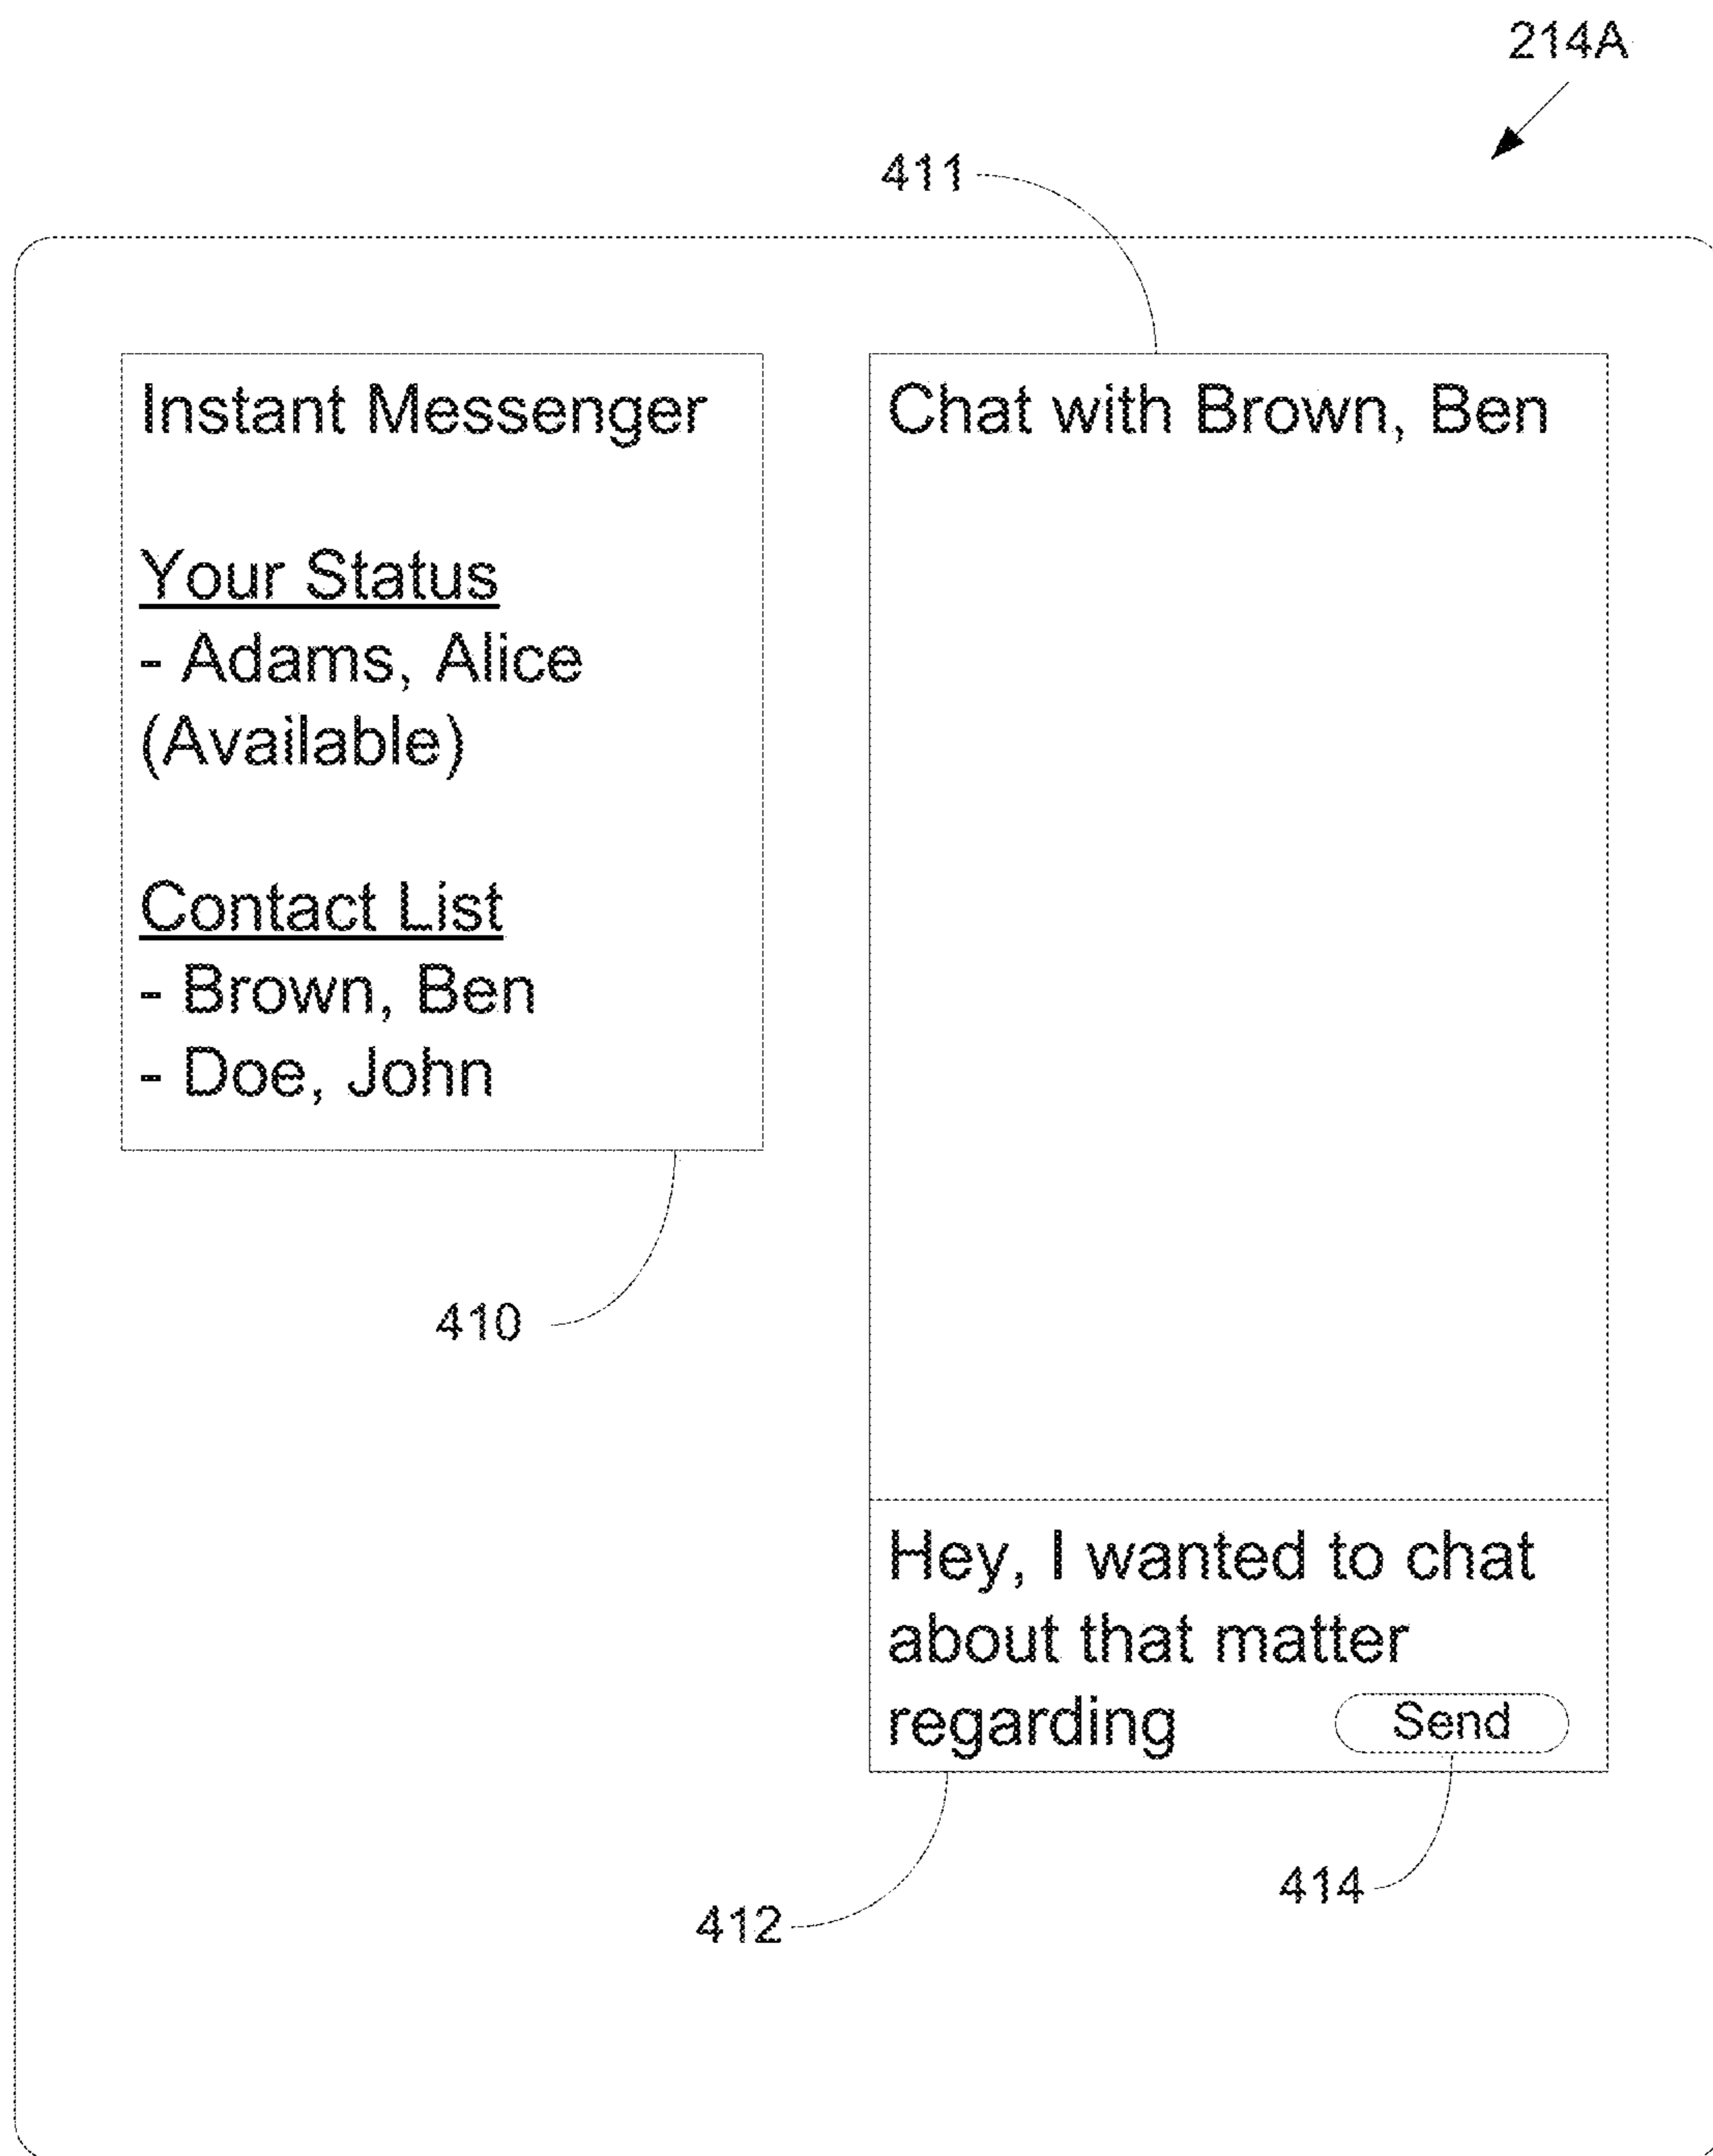 214A
411
Instant Messenger
Your Status
- Adams, Alice
(Available)
Contact List
- Brown, Ben
- Doe, John
410
Chat with Brown, Ben
Hey, I wanted to chat
about that matter
regarding
Send
412
414